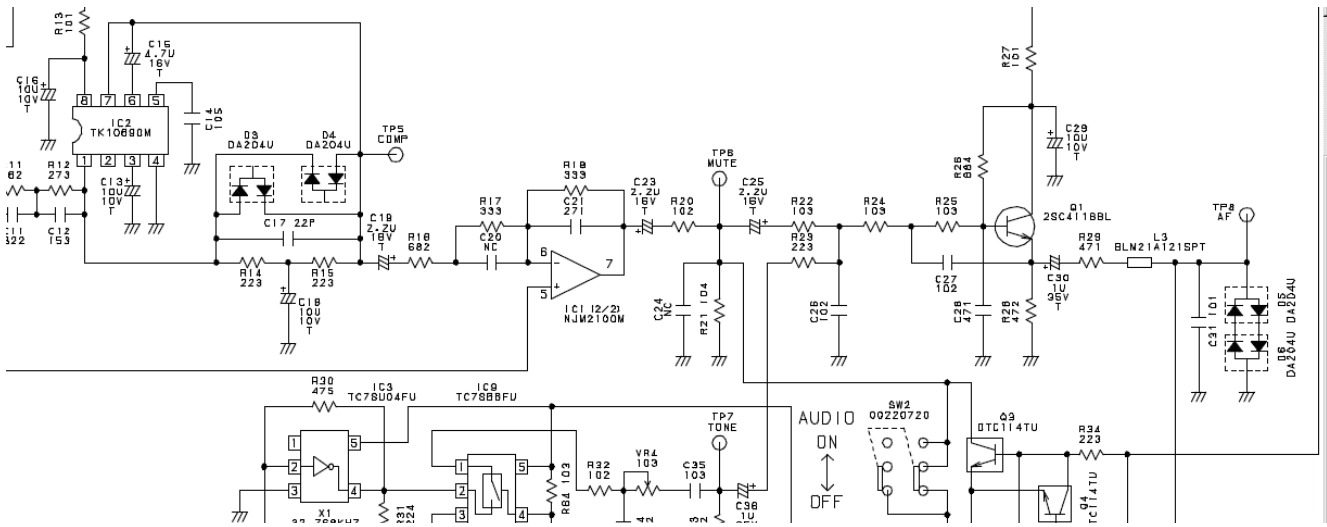 R13
101
C15
4.7U
16V
T
C16
10U
10V
T
8
7
6
5
IC2
TK10690M
1
2
3
4
C14
105
11
62
R12
273
C12
153
C13
10U
10V
T
D3
DA204U
D4
DA204U
TP5
COMP
C17 22P
C19
2.2U
16V
T
R14
223
R15
223
C18
10U
10V
T
R16
682
R17
333
C20
NC
R18
333
C21
271
6
5
7
IC1 (2/2)
NJM2100M
C23
2.2U
16V
T
R20
102
TP6
MUTE
C25
2.2U
16V
T
C24
NC
R21 104
R22
103
R23
223
R24
103
R25
103
C26
102
C27
102
R26
684
R27
101
C29
10U
10V
T
Q1
2SC4116BL
C28
471
R28
472
C30
1U
35V
T
R29
471
L3
BLM21A121SPT
TP8
AF
C31 101
D5
DA204U
D6
DA204U
R30
475
IC3
TC7SU04FU
1
2
3
4
5
X1
R31
224
IC9
TC7S66FU
1
2
3
4
5
R84 103
R32
102
VR4
103
C35
103
TP7
TONE
C36
1U
AUDIO
ON
OFF
SW2
00220720
Q3
DTC114TU
Q4
R34
223